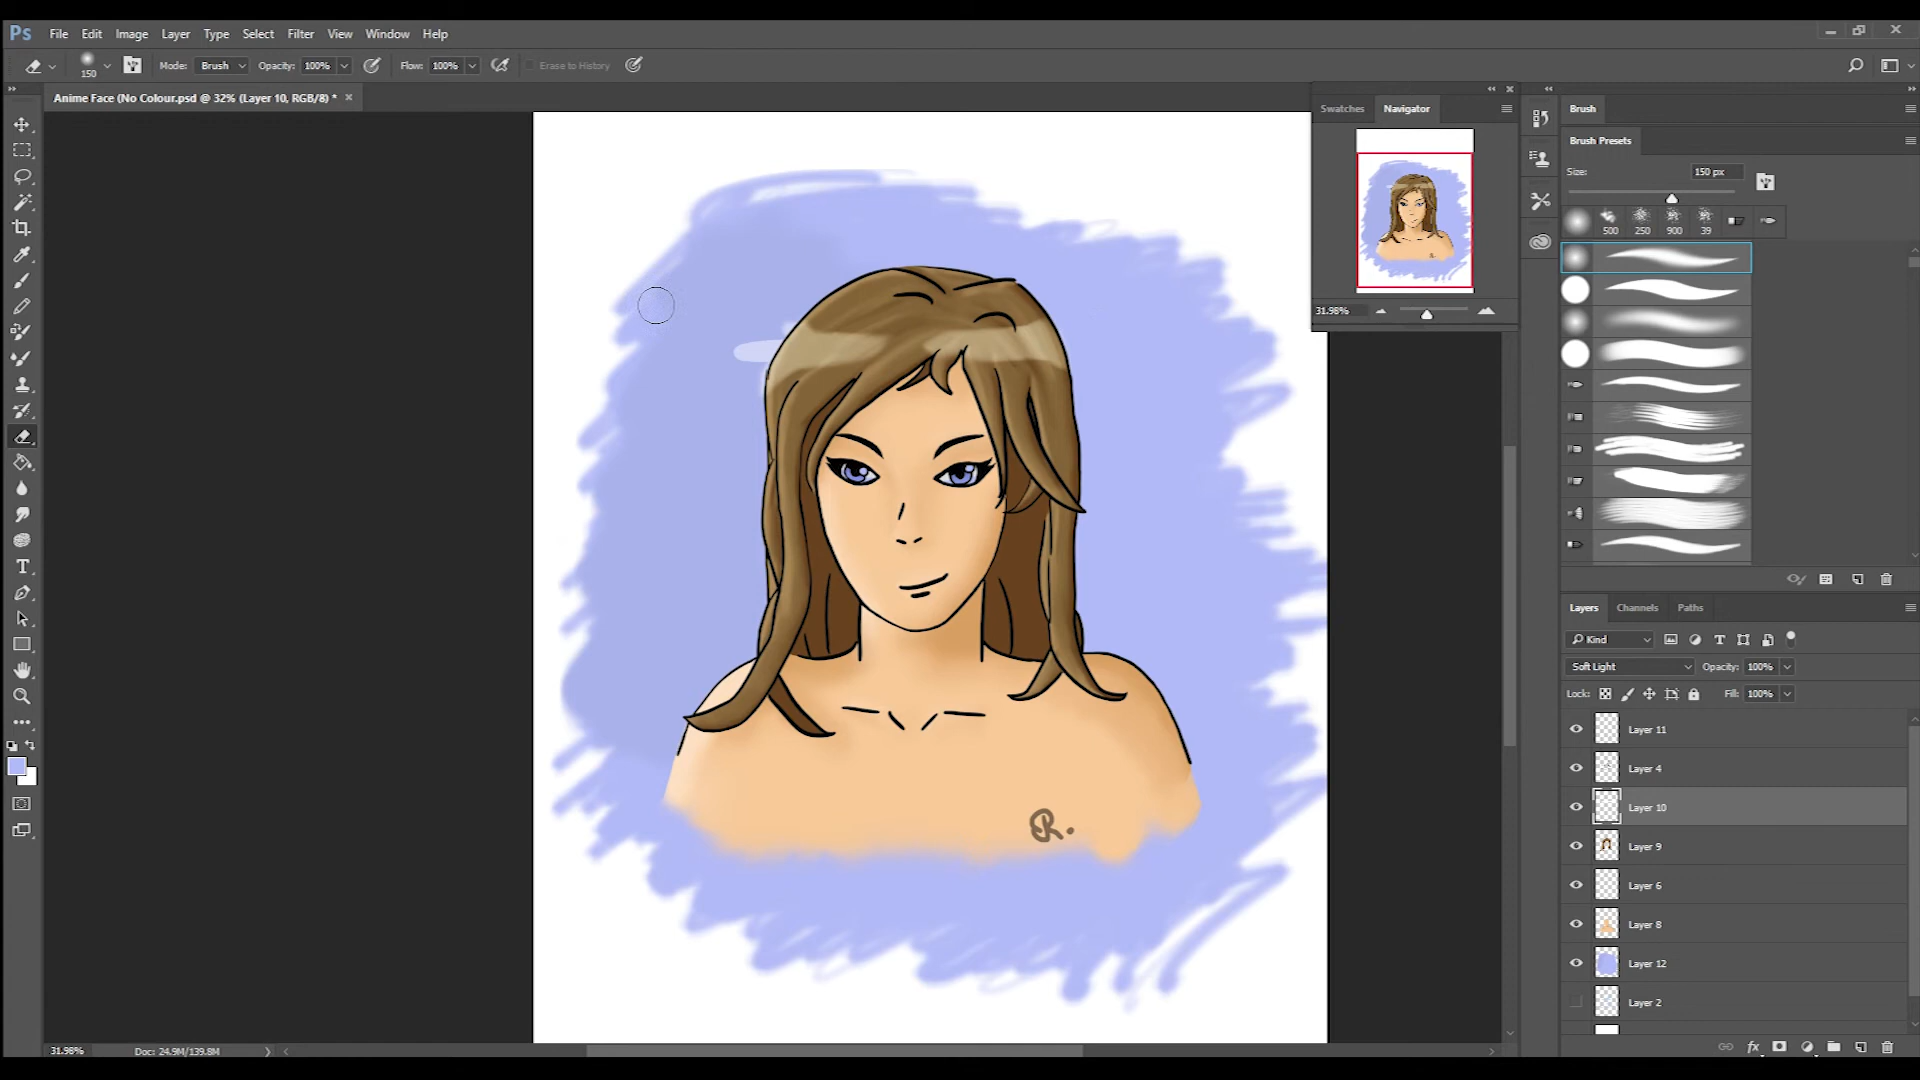 Ps File Edit Image Layer Type Select Filter View Window Help
150 Mode: Brush Opacity: 100% Flow: 100% Erase to History
Anime Face (No Colour.psd @ 32% (Layer 10, RGB/8) *
Swatches Navigator
31.98%
Brush
Brush Presets
Size: 150 px
500 250 900 39
Layers Channels Paths
Kind
Soft Light Opacity: 100%
Lock: Fill: 100%
Layer 11
Layer 4
Layer 10
Layer 9
Layer 6
Layer 8
Layer 12
Layer 2
fx
R.
31.98% Doc: 24.9M/139.8M